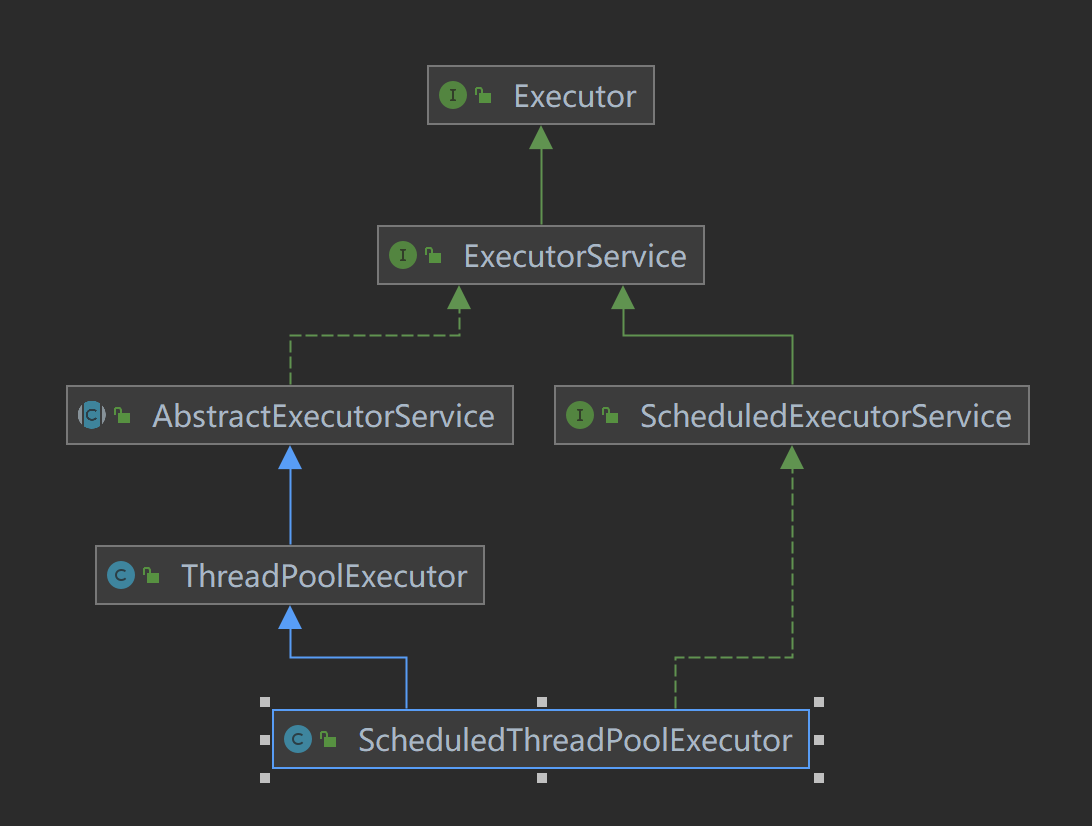 I Executor
I ExecutorService
C AbstractExecutorService
I ScheduledExecutorService
C ThreadPoolExecutor
C ScheduledThreadPoolExecutor